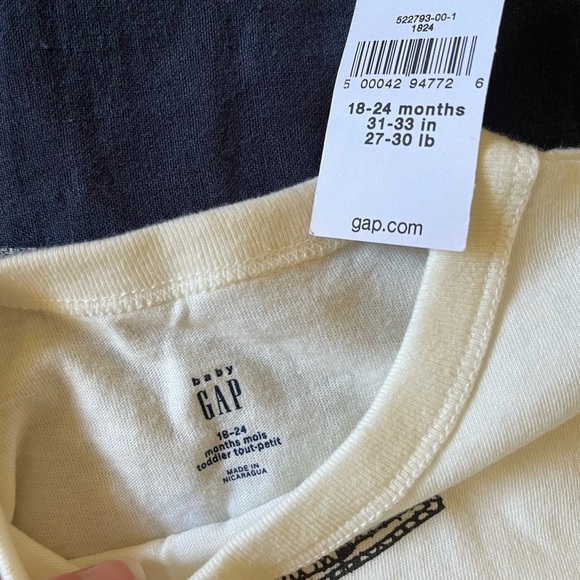 522793-00-1
1824
5 00042 94772 6
18-24 months
31-33 in
27-30 lb
gap.com
baby
GAP
18-24
months mois
toddler tout-petit
MADE IN
NICARAGUA